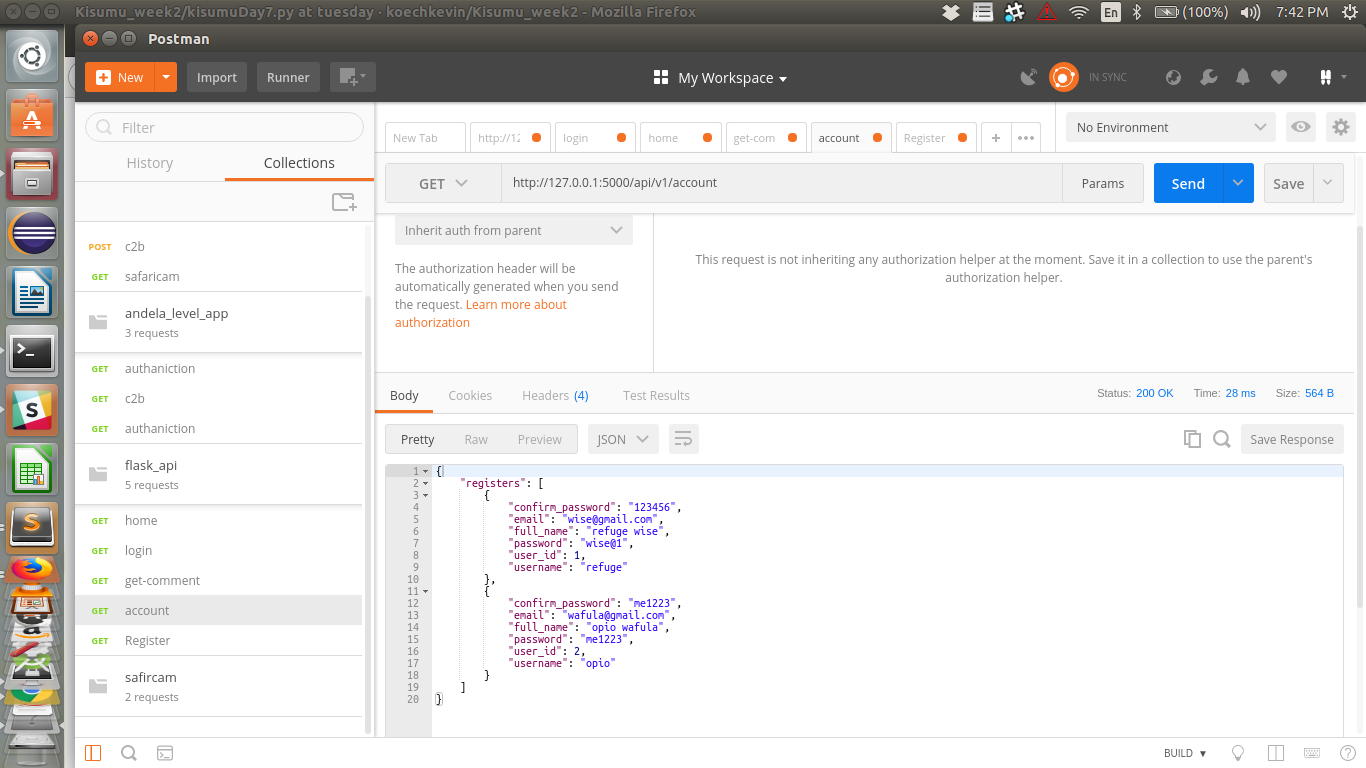 Kisumu_week2/kisumuDay7.py at tuesday · koechkevin/Kisumu_week2 - Mozilla Firefox
En
(100%)
7:42 PM
Postman
New
Import
Runner
My Workspace
IN SYNC
Filter
History
Collections
POST c2b
GET safaricam
andela_level_app
3 requests
GET authaniction
GET c2b
GET authaniction
flask_api
5 requests
GET home
GET login
GET get-comment
GET account
GET Register
safircam
2 requests
New Tab
http://12
login
home
get-com
account
Register
No Environment
GET
http://127.0.0.1:5000/api/v1/account
Params
Send
Save
Inherit auth from parent
The authorization header will be
automatically generated when you send
the request. Learn more about
authorization
This request is not inheriting any authorization helper at the moment. Save it in a collection to use the parent's
authorization helper.
Body
Cookies
Headers (4)
Test Results
Status: 200 OK
Time: 28 ms
Size: 564 B
Pretty
Raw
Preview
JSON
Save Response
1 {
2 "registers": [
3 {
4 "confirm_password": "123456",
5 "email": "wise@gmail.com",
6 "full_name": "refuge wise",
7 "password": "wise@1",
8 "user_id": 1,
9 "username": "refuge"
10 },
11 {
12 "confirm_password": "me1223",
13 "email": "wafula@gmail.com",
14 "full_name": "opio wafula",
15 "password": "me1223",
16 "user_id": 2,
17 "username": "opio"
18 }
19 ]
20 }
BUILD